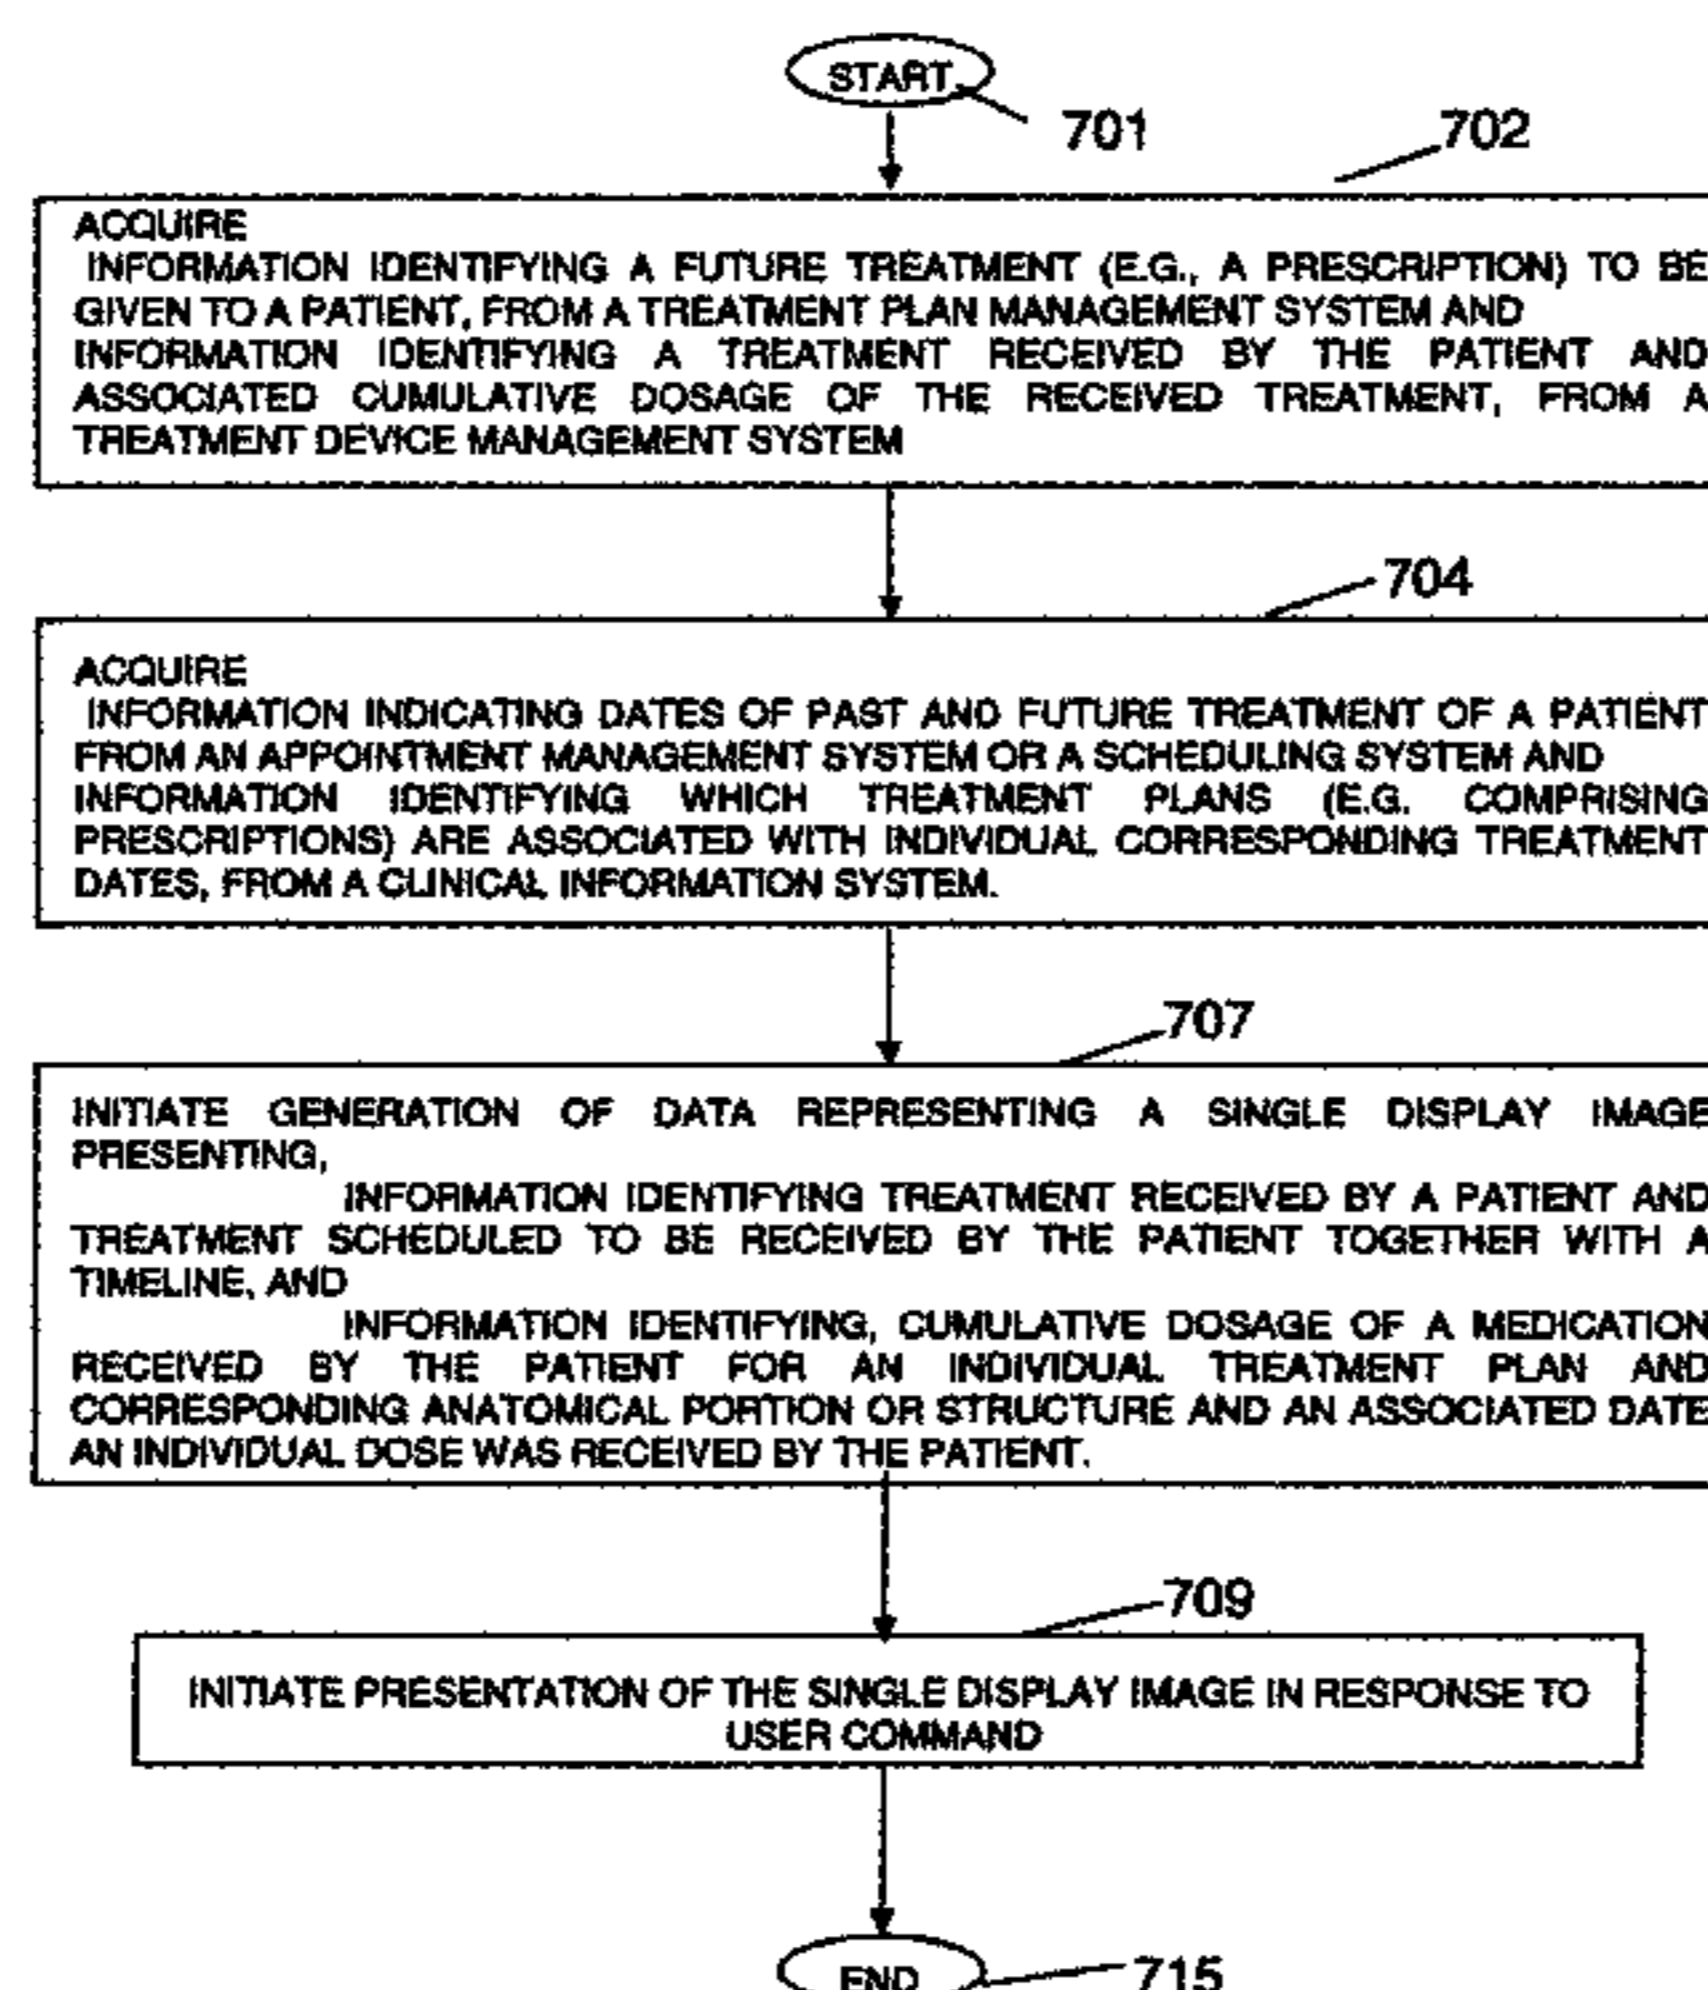 START
701
702
ACQUIRE
INFORMATION IDENTIFYING A FUTURE TREATMENT (E.G., A PRESCRIPTION) TO BE
GIVEN TO A PATIENT, FROM A TREATMENT PLAN MANAGEMENT SYSTEM AND
INFORMATION IDENTIFYING A TREATMENT RECEIVED BY THE PATIENT AND
ASSOCIATED CUMULATIVE DOSAGE OF THE RECEIVED TREATMENT, FROM A
TREATMENT DEVICE MANAGEMENT SYSTEM
704
ACQUIRE
INFORMATION INDICATING DATES OF PAST AND FUTURE TREATMENT OF A PATIENT
FROM AN APPOINTMENT MANAGEMENT SYSTEM OR A SCHEDULING SYSTEM AND
INFORMATION IDENTIFYING WHICH TREATMENT PLANS (E.G. COMPRISING
PRESCRIPTIONS) ARE ASSOCIATED WITH INDIVIDUAL CORRESPONDING TREATMENT
DATES, FROM A CLINICAL INFORMATION SYSTEM.
707
INITIATE GENERATION OF DATA REPRESENTING A SINGLE DISPLAY IMAGE
PRESENTING,
INFORMATION IDENTIFYING TREATMENT RECEIVED BY A PATIENT AND
TREATMENT SCHEDULED TO BE RECEIVED BY THE PATIENT TOGETHER WITH A
TIMELINE, AND
INFORMATION IDENTIFYING, CUMULATIVE DOSAGE OF A MEDICATION
RECEIVED BY THE PATIENT FOR AN INDIVIDUAL TREATMENT PLAN AND
CORRESPONDING ANATOMICAL PORTION OR STRUCTURE AND AN ASSOCIATED DATE
AN INDIVIDUAL DOSE WAS RECEIVED BY THE PATIENT.
709
INITIATE PRESENTATION OF THE SINGLE DISPLAY IMAGE IN RESPONSE TO
USER COMMAND
END
715